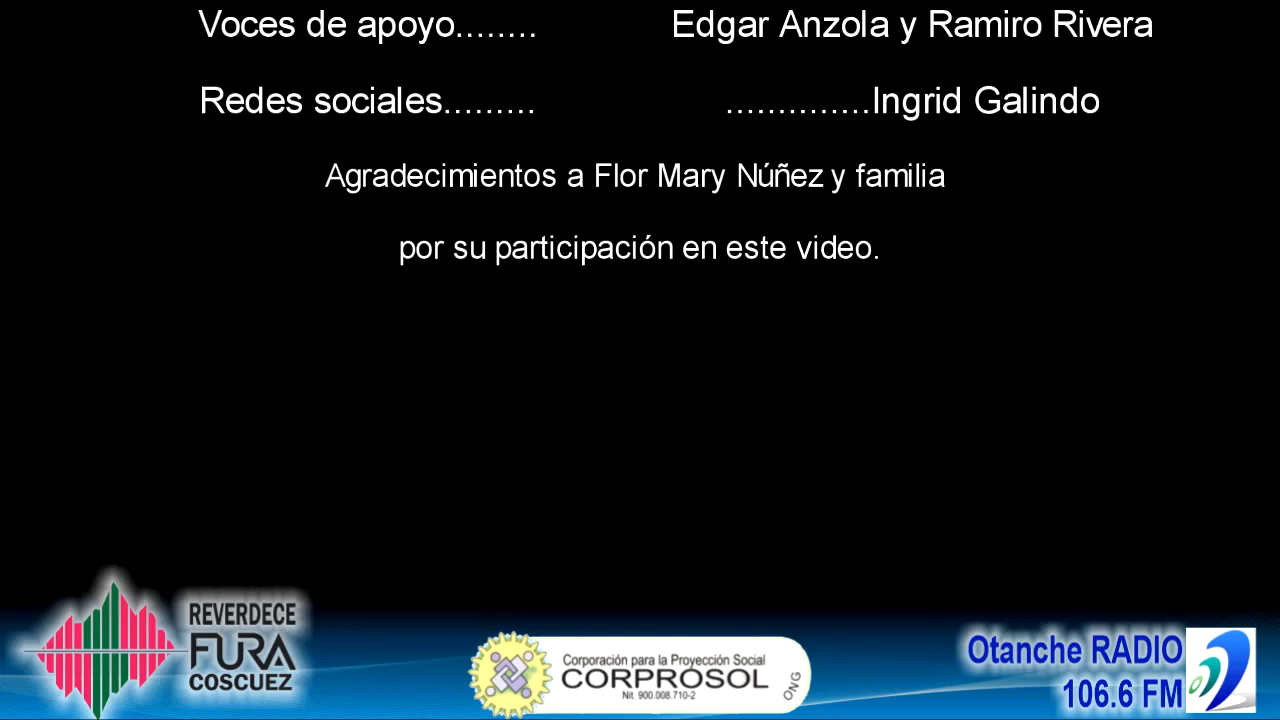 Voces de apoyo........ Edgar Anzola y Ramiro Rivera
Redes sociales......... ..............Ingrid Galindo
Agradecimientos a Flor Mary Núñez y familia
por su participación en este video.
REVERDECE
FURA
COSCUEZ
Corporación para la Proyección Social
CORPROSOL
Nit. 900.008.710-2
ONG
Otanche RADIO
106.6 FM